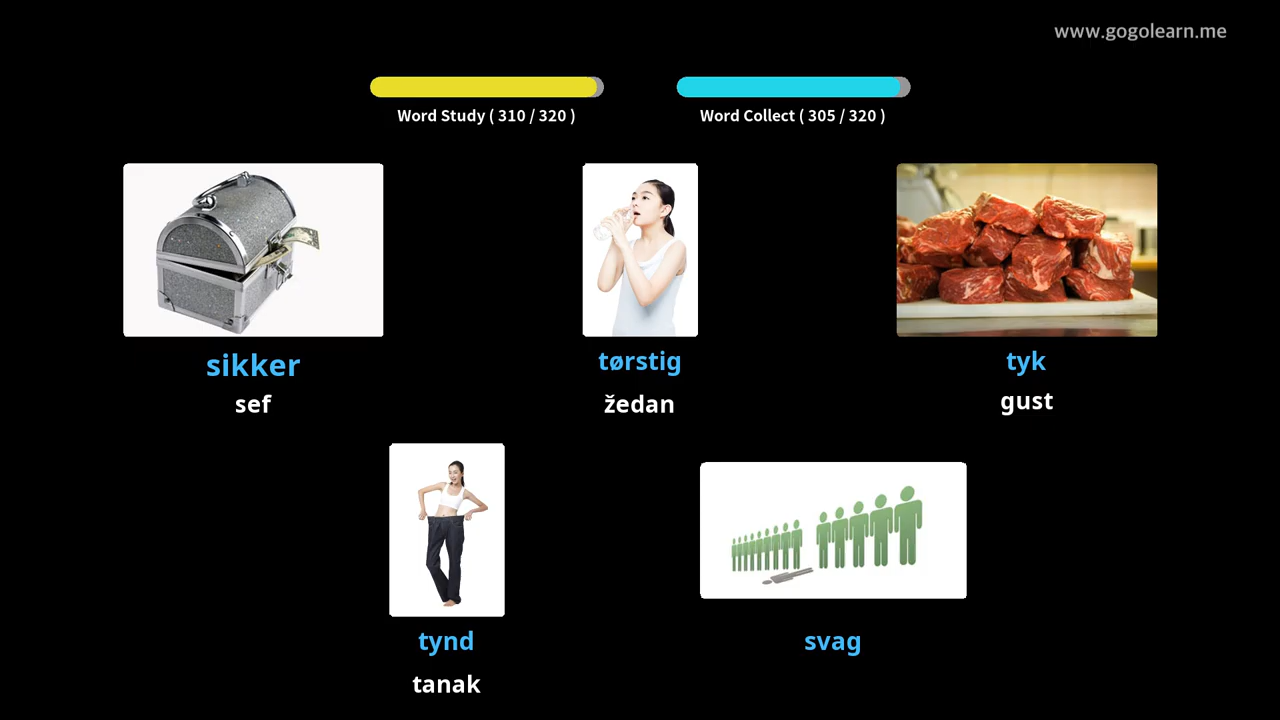 www.gogolearn.me
Word Study ( 310 / 320 )
Word Collect ( 305 / 320 )
sikker
sef
tørstig
žedan
tyk
gust
tynd
tanak
svag